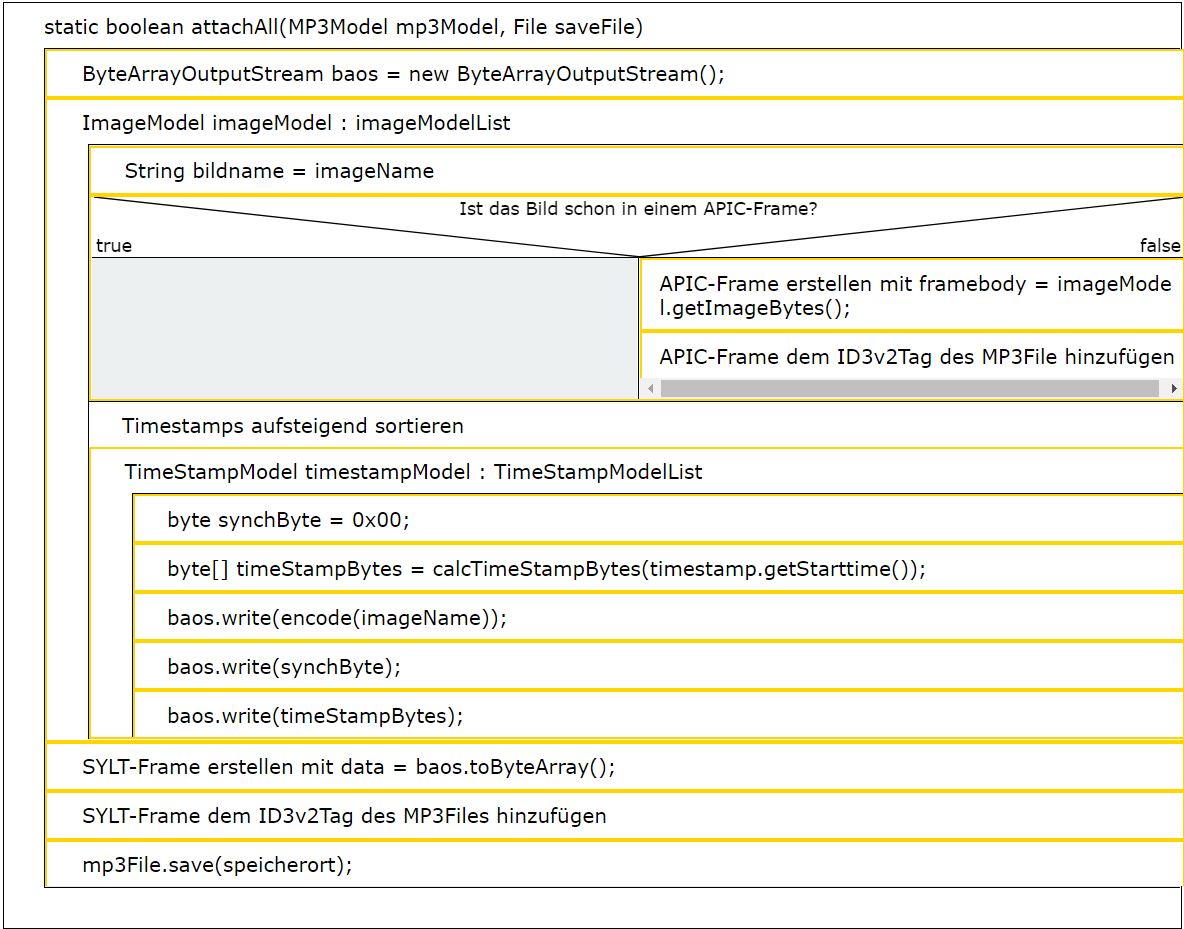 static boolean attachAll(MP3Model mp3Model, File saveFile)
ByteArrayOutputStream baos = new ByteArrayOutputStream();
ImageModel imageModel : imageModelList
String bildname = imageName
Ist das Bild schon in einem APIC-Frame?
true
false
APIC-Frame erstellen mit framebody = imageMode
l.getImageBytes();
APIC-Frame dem ID3v2Tag des MP3File hinzufügen
Timestamps aufsteigend sortieren
TimeStampModel timestampModel : TimeStampModelList
byte synchByte = 0x00;
byte[] timeStampBytes = calcTimeStampBytes(timestamp.getStarttime());
baos.write(encode(imageName));
baos.write(synchByte);
baos.write(timeStampBytes);
SYLT-Frame erstellen mit data = baos.toByteArray();
SYLT-Frame dem ID3v2Tag des MP3Files hinzufügen
mp3File.save(speicherort);